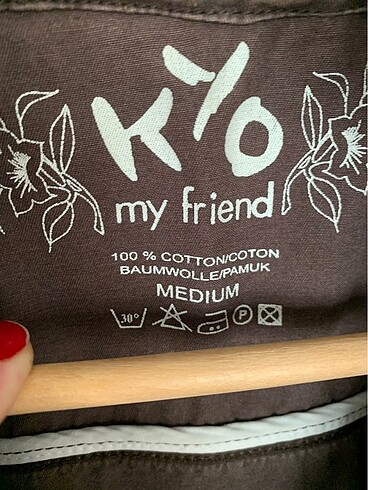 KYO
my friend
100 % COTTON/COTON
BAUMWOLLE/PAMUK
MEDIUM
30° P